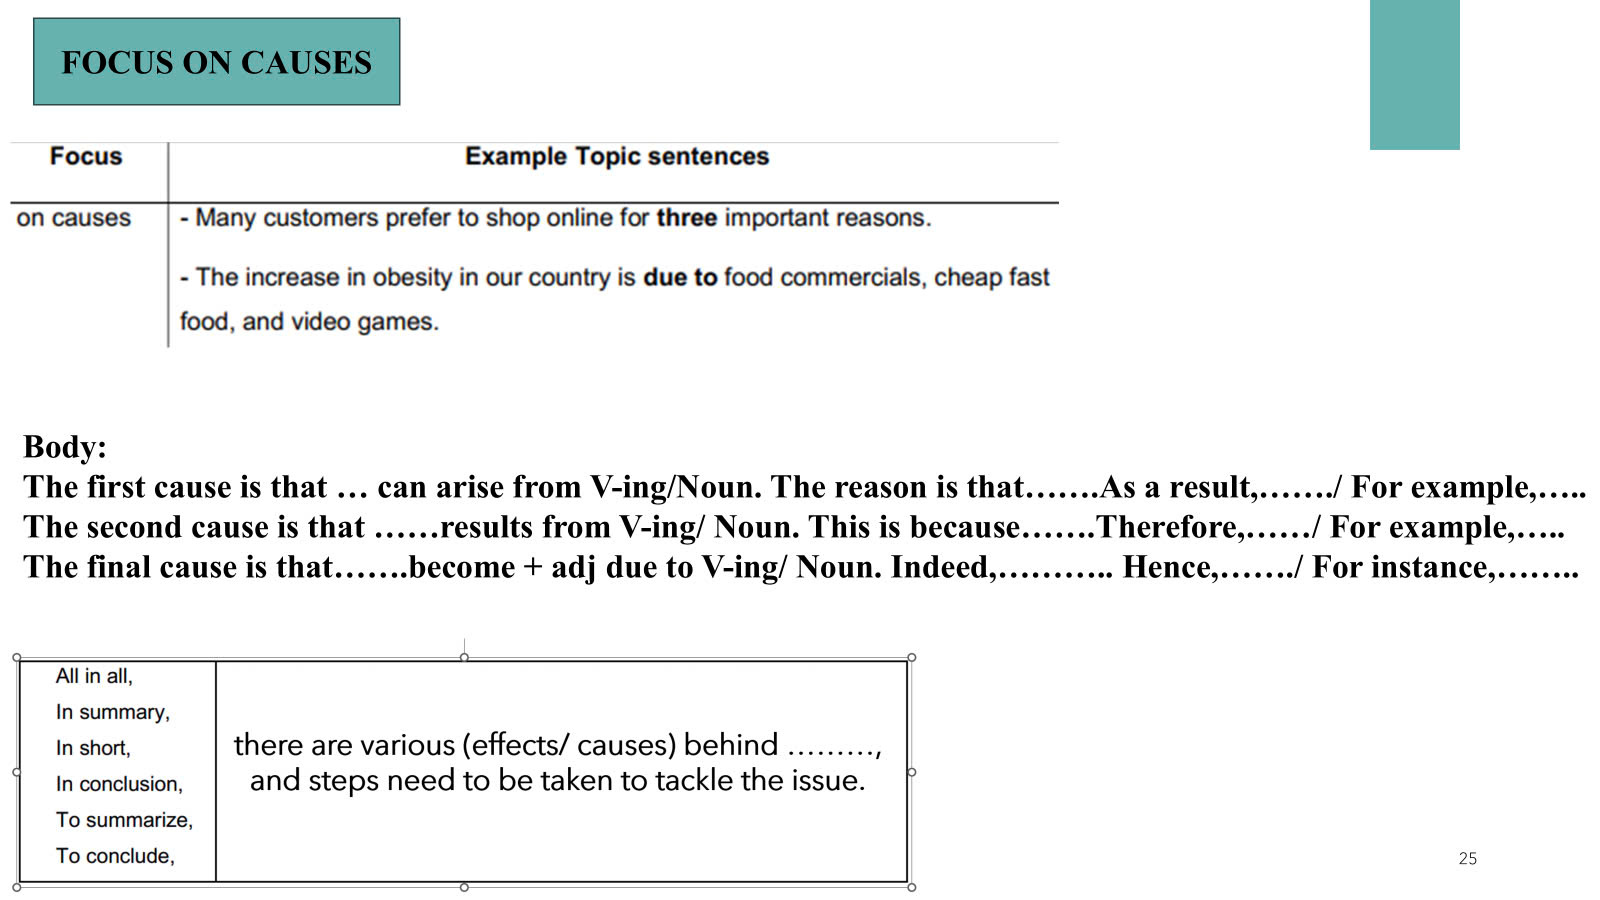 FOCUS ON CAUSES
Focus Example Topic sentences
on causes - Many customers prefer to shop online for three important reasons.
- The increase in obesity in our country is due to food commercials, cheap fast
food, and video games.
Body:
The first cause is that … can arise from V-ing/Noun. The reason is that…….As a result,……./ For example,…..
The second cause is that ……results from V-ing/ Noun. This is because…….Therefore,……/ For example,…..
The final cause is that…….become + adj due to V-ing/ Noun. Indeed,……….. Hence,……./ For instance,……..
All in all,
In summary,
In short,
In conclusion,
To summarize,
To conclude,
there are various (effects/ causes) behind ………,
and steps need to be taken to tackle the issue.
25